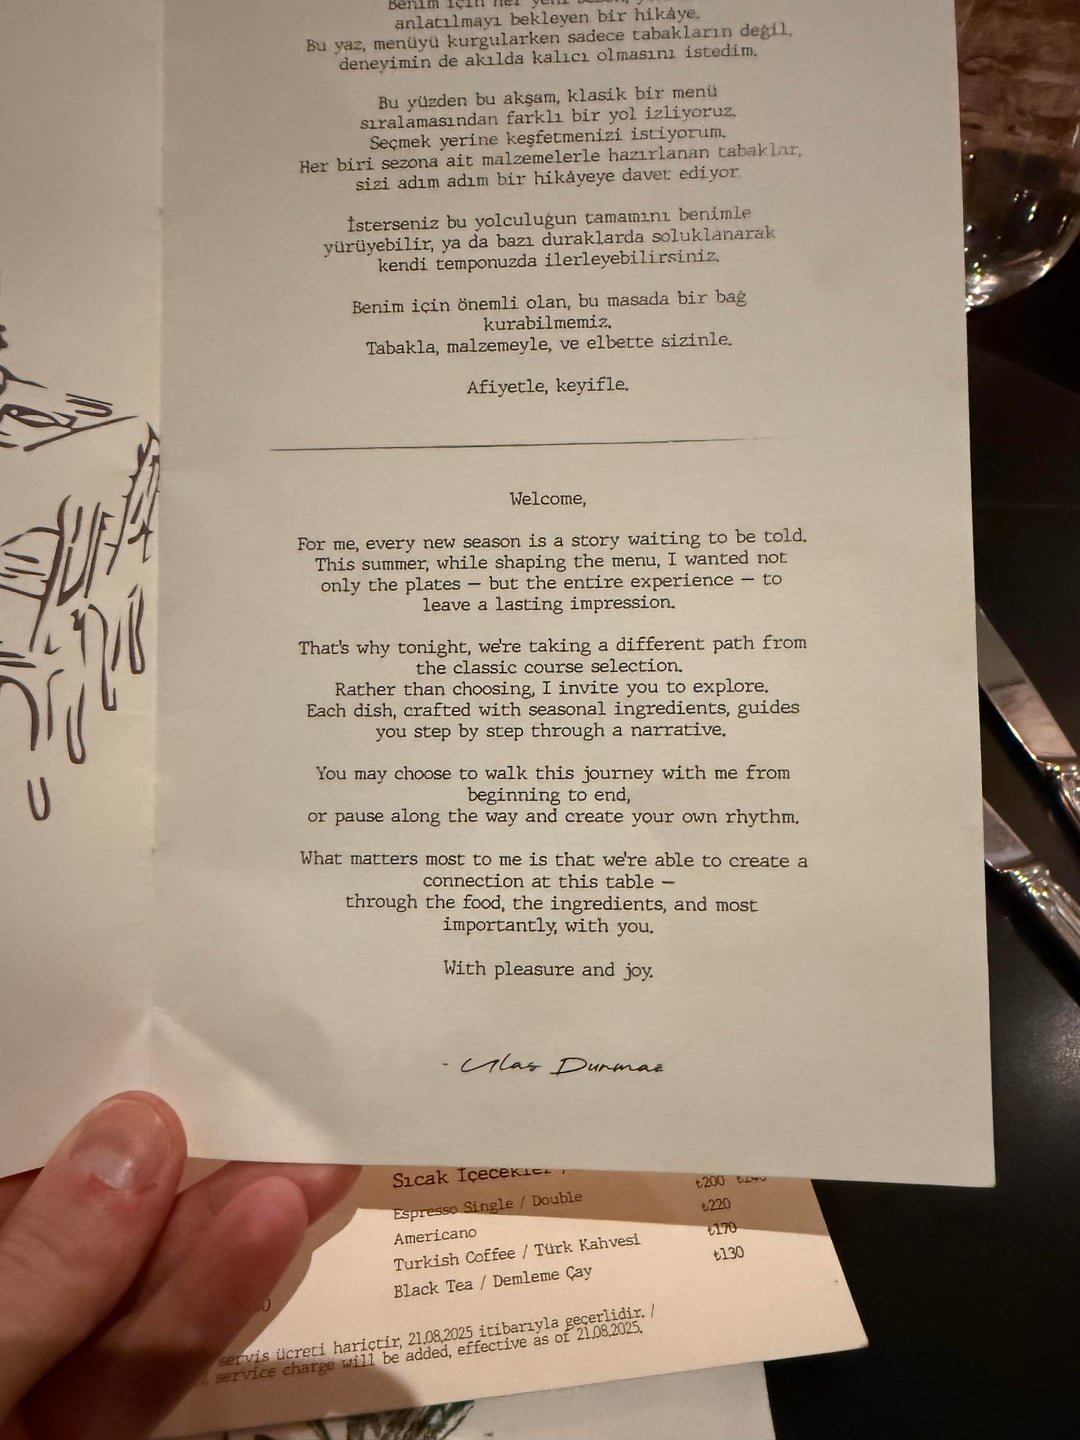 Benim için her yeni
anlatılmayı bekleyen bir hikâye.
Bu yaz, menüyü kurgularken sadece tabakların değil,
deneyimin de akılda kalıcı olmasını istedim.
Bu yüzden bu akşam, klasik bir menü
sıralamasından farklı bir yol izliyoruz.
Seçmek yerine keşfetmenizi istiyorum.
Her biri sezona ait malzemelerle hazırlanan tabaklar,
sizi adım adım bir hikâyeye davet ediyor.
İsterseniz bu yolculuğun tamamını benimle
yürüyebilir, ya da bazı duraklarda soluklanarak
kendi temponuzda ilerleyebilirsiniz.
Benim için önemli olan, bu masada bir bağ
kurabilmemiz.
Tabakla, malzemeyle, ve elbette sizinle.
Afiyetle, keyifle.
Welcome,
For me, every new season is a story waiting to be told.
This summer, while shaping the menu, I wanted not
only the plates — but the entire experience — to
leave a lasting impression.
That's why tonight, we're taking a different path from
the classic course selection.
Rather than choosing, I invite you to explore.
Each dish, crafted with seasonal ingredients, guides
you step by step through a narrative.
You may choose to walk this journey with me from
beginning to end,
or pause along the way and create your own rhythm.
What matters most to me is that we're able to create a
connection at this table —
through the food, the ingredients, and most
importantly, with you.
With pleasure and joy.
- Ulas Durmaz
Sıcak İçecekler /
Espresso Single / Double ₺200 ₺240
Americano ₺220
Turkish Coffee / Türk Kahvesi ₺170
Black Tea / Demleme Çay ₺130
servis ücreti hariçtir, 21.08.2025 itibarıyla geçerlidir. /
% service charge will be added, effective as of 21.08.2025.